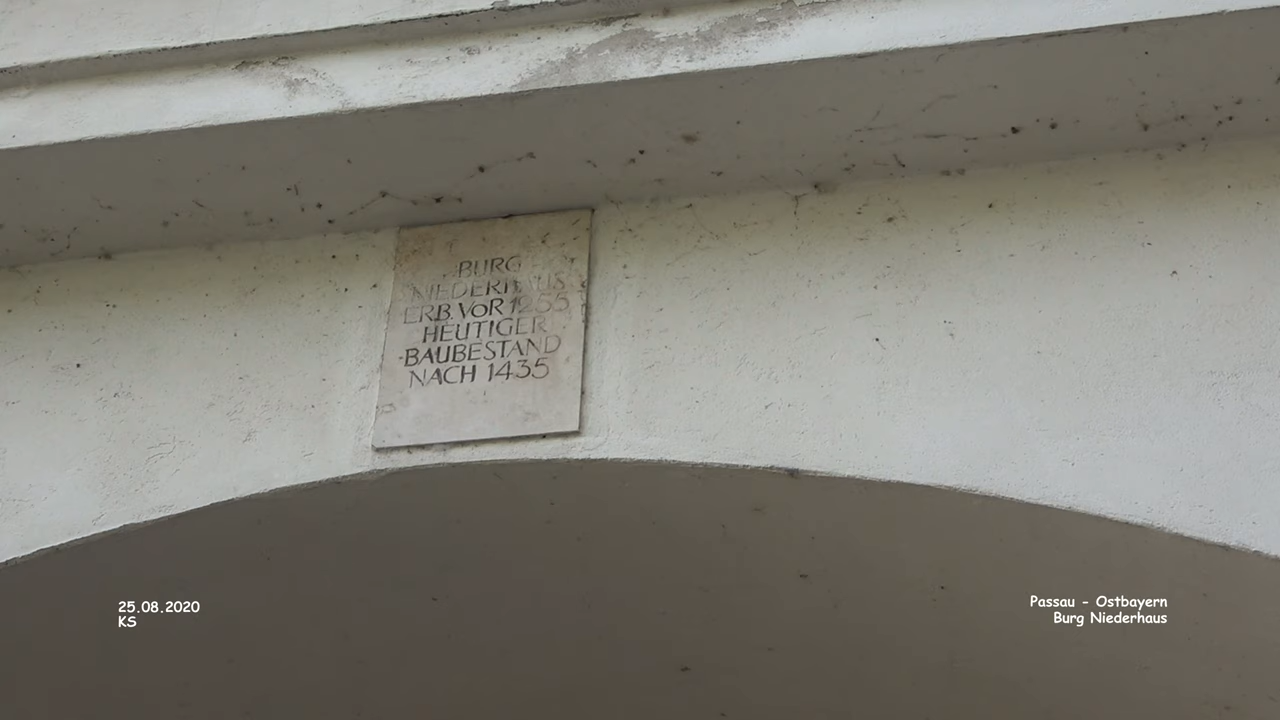 BURG
NIEDERHAUS
ERB. VOR 1255
HEUTIGER
BAUBESTAND
NACH 1435
25.08.2020
KS
Passau - Ostbayern
Burg Niederhaus